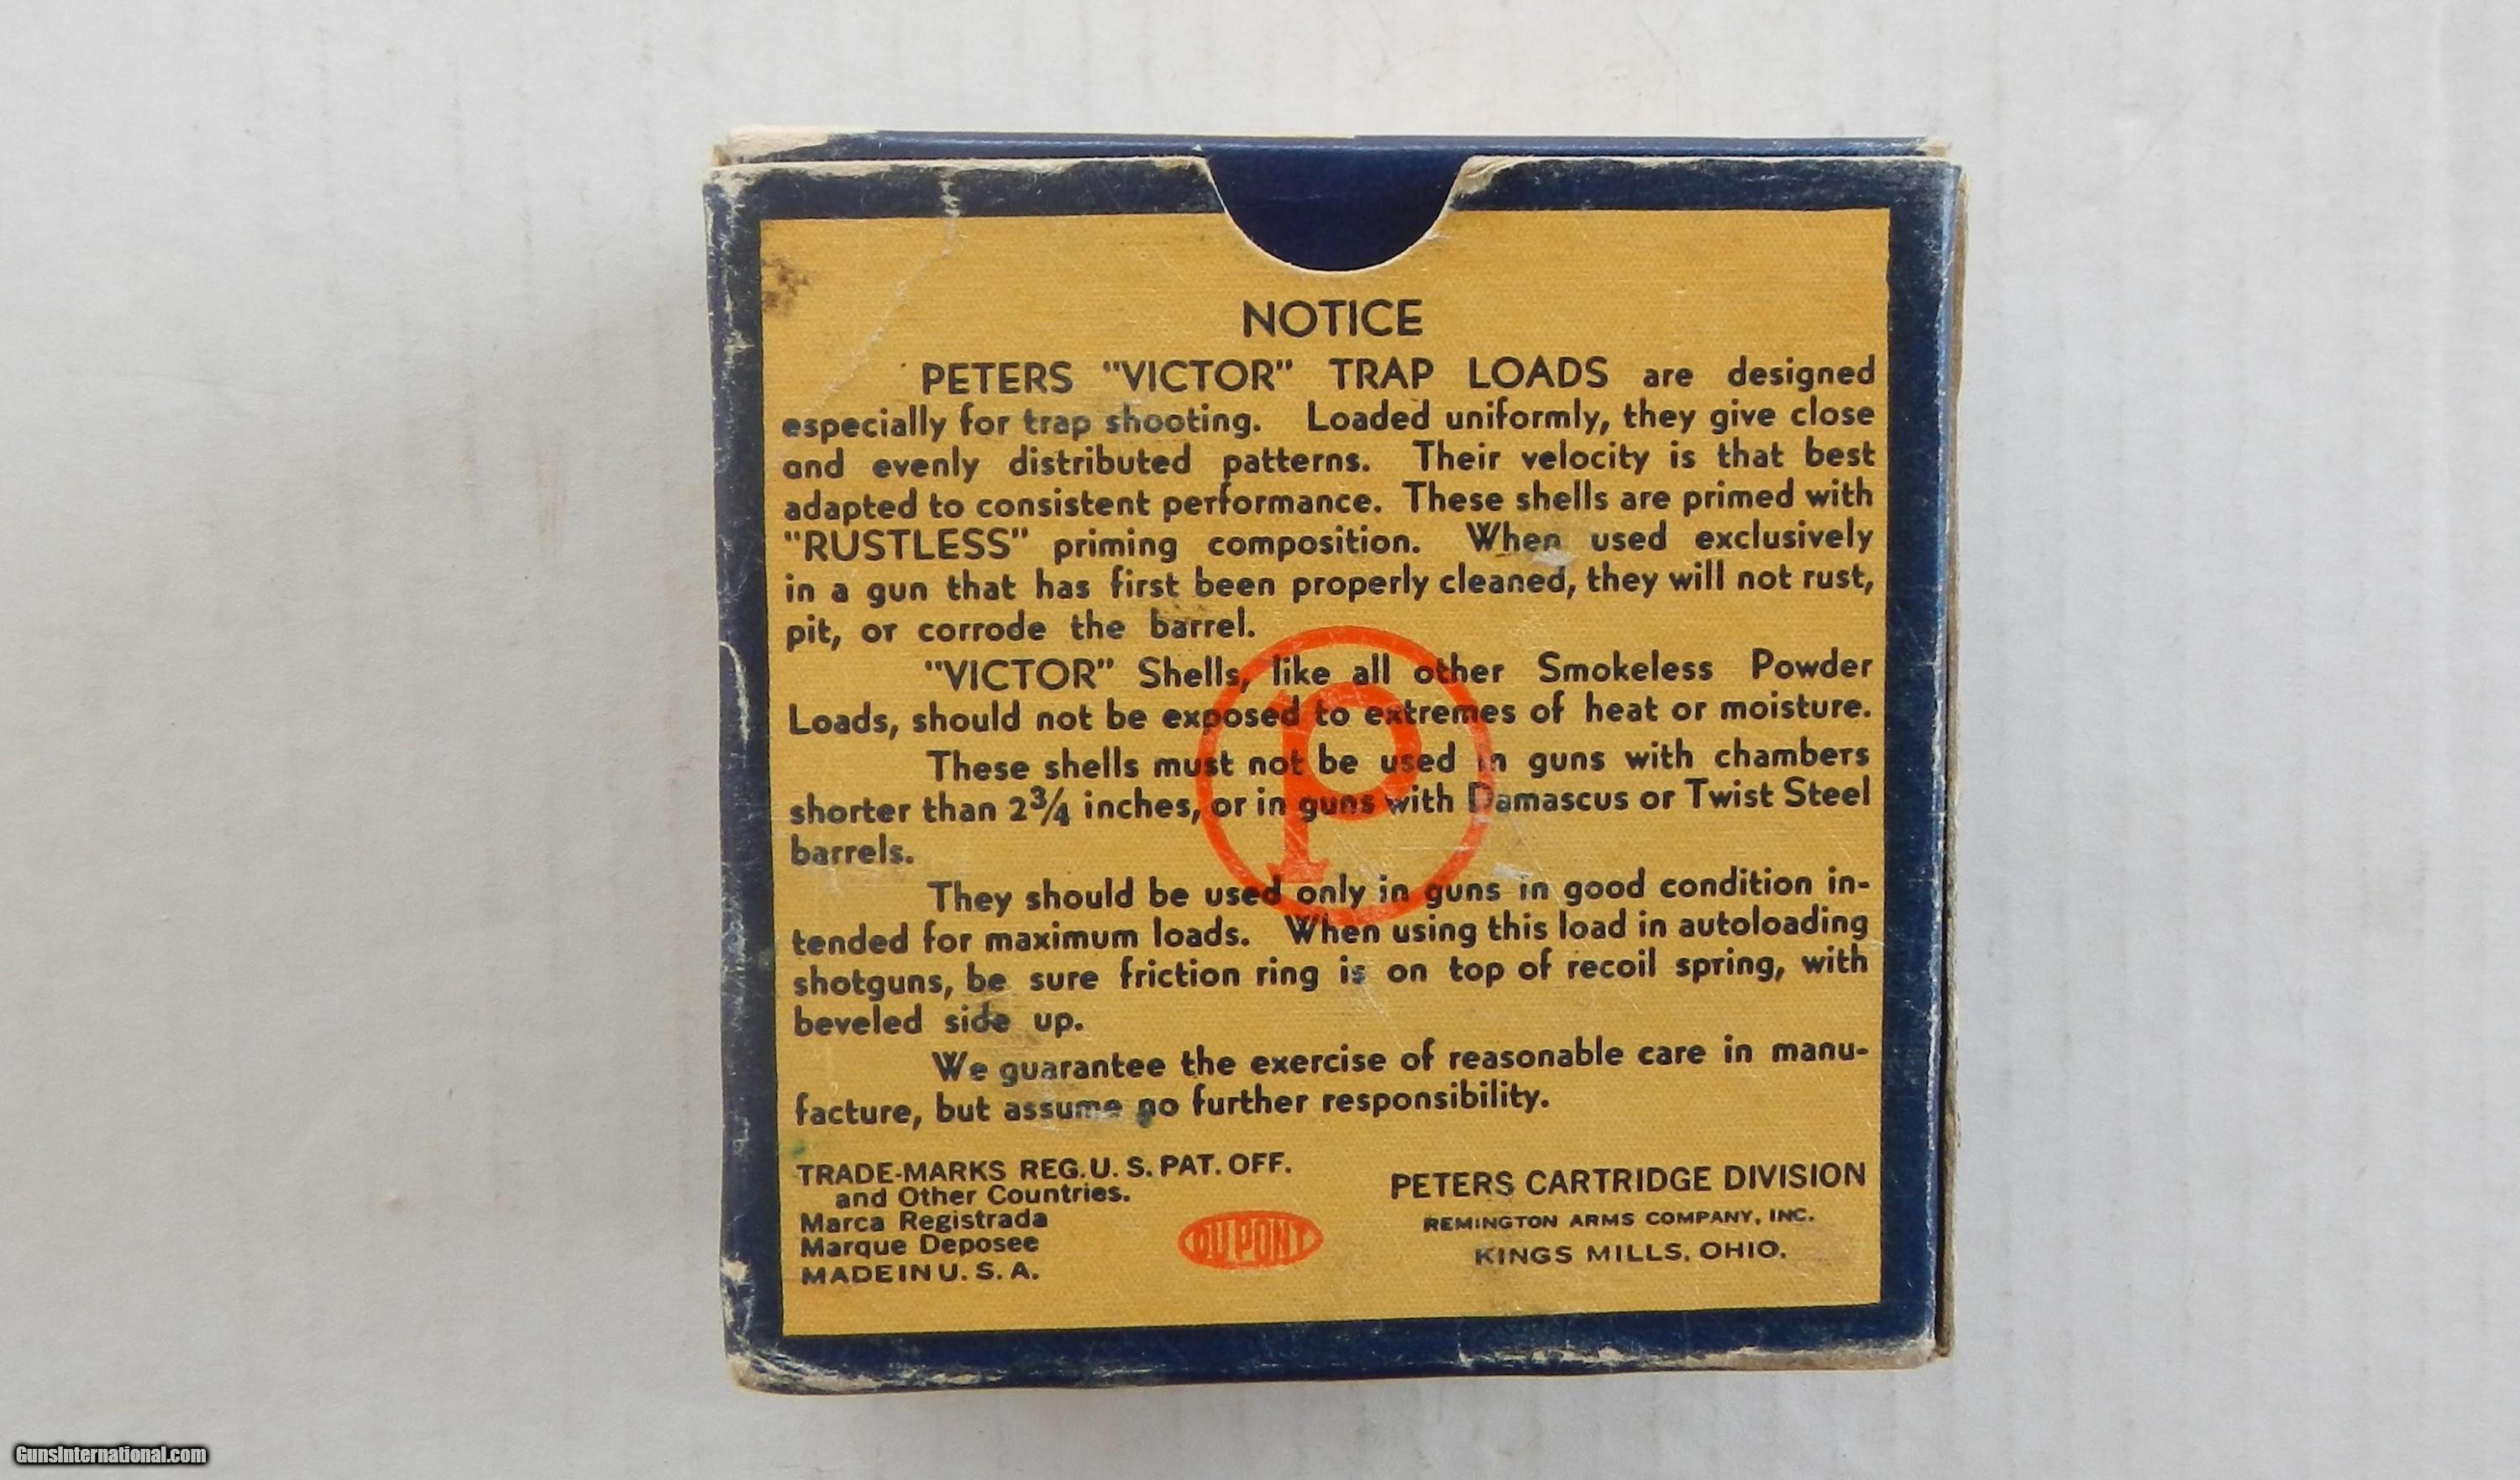 NOTICE
PETERS "VICTOR" TRAP LOADS are designed
especially for trap shooting. Loaded uniformly, they give close
and evenly distributed patterns. Their velocity is that best
adapted to consistent performance. These shells are primed with
"RUSTLESS" priming composition. When used exclusively
in a gun that has first been properly cleaned, they will not rust,
pit, or corrode the barrel.
"VICTOR" Shells, like all other Smokeless Powder
Loads, should not be exposed to extremes of heat or moisture.
These shells must not be used in guns with chambers
shorter than 2¾ inches, or in guns with Damascus or Twist Steel
barrels.
They should be used only in guns in good condition in-
tended for maximum loads. When using this load in autoloading
shotguns, be sure friction ring is on top of recoil spring, with
beveled side up.
We guarantee the exercise of reasonable care in manu-
facture, but assume no further responsibility.
P
TRADE-MARKS REG. U. S. PAT. OFF.
and Other Countries.
Marca Registrada
Marque Deposee
MADE IN U. S. A.
DU PONT
PETERS CARTRIDGE DIVISION
REMINGTON ARMS COMPANY, INC.
KINGS MILLS, OHIO.
GunsInternational.com